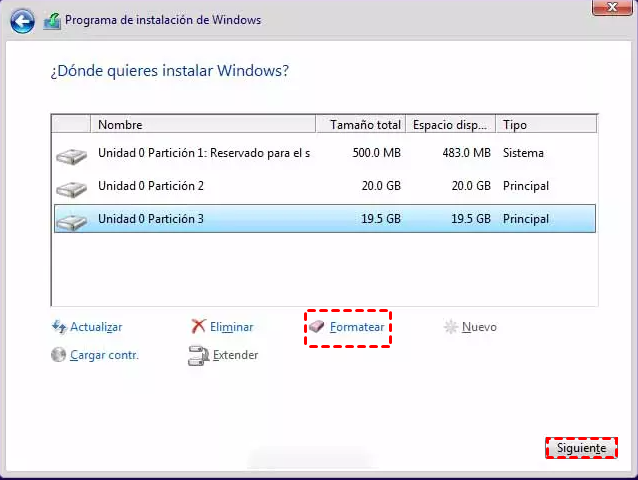 Programa de instalación de Windows
¿Dónde quieres instalar Windows?
Nombre Tamaño total Espacio disp... Tipo
Unidad 0 Partición 1: Reservado para el s 500.0 MB 483.0 MB Sistema
Unidad 0 Partición 2 20.0 GB 20.0 GB Principal
Unidad 0 Partición 3 19.5 GB 19.5 GB Principal
Actualizar Eliminar Formatear Nuevo
Cargar contr. Extender
Siguiente